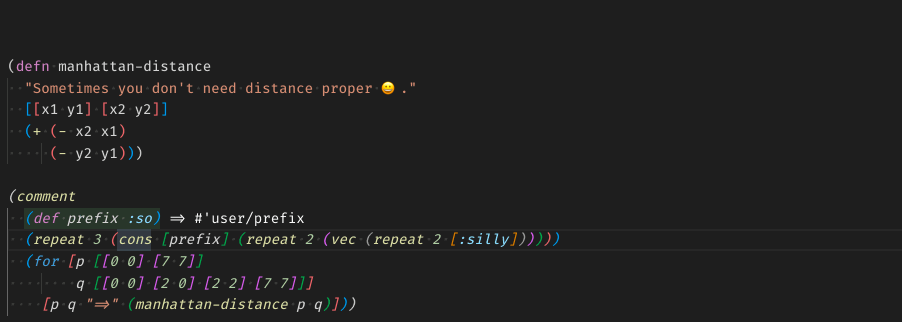 (defn manhattan-distance
  "Sometimes you don't need distance proper 😀."
  [[x1 y1] [x2 y2]]
  (+ (- x2 x1)
     (- y2 y1)))

(comment
  (def prefix :so) => #'user/prefix
  (repeat 3 (cons [prefix] (repeat 2 (vec (repeat 2 [:silly])))))
  (for [p [[0 0] [7 7]]
        q [[0 0] [2 0] [2 2] [7 7]]]
    [p q "=>" (manhattan-distance p q)]))